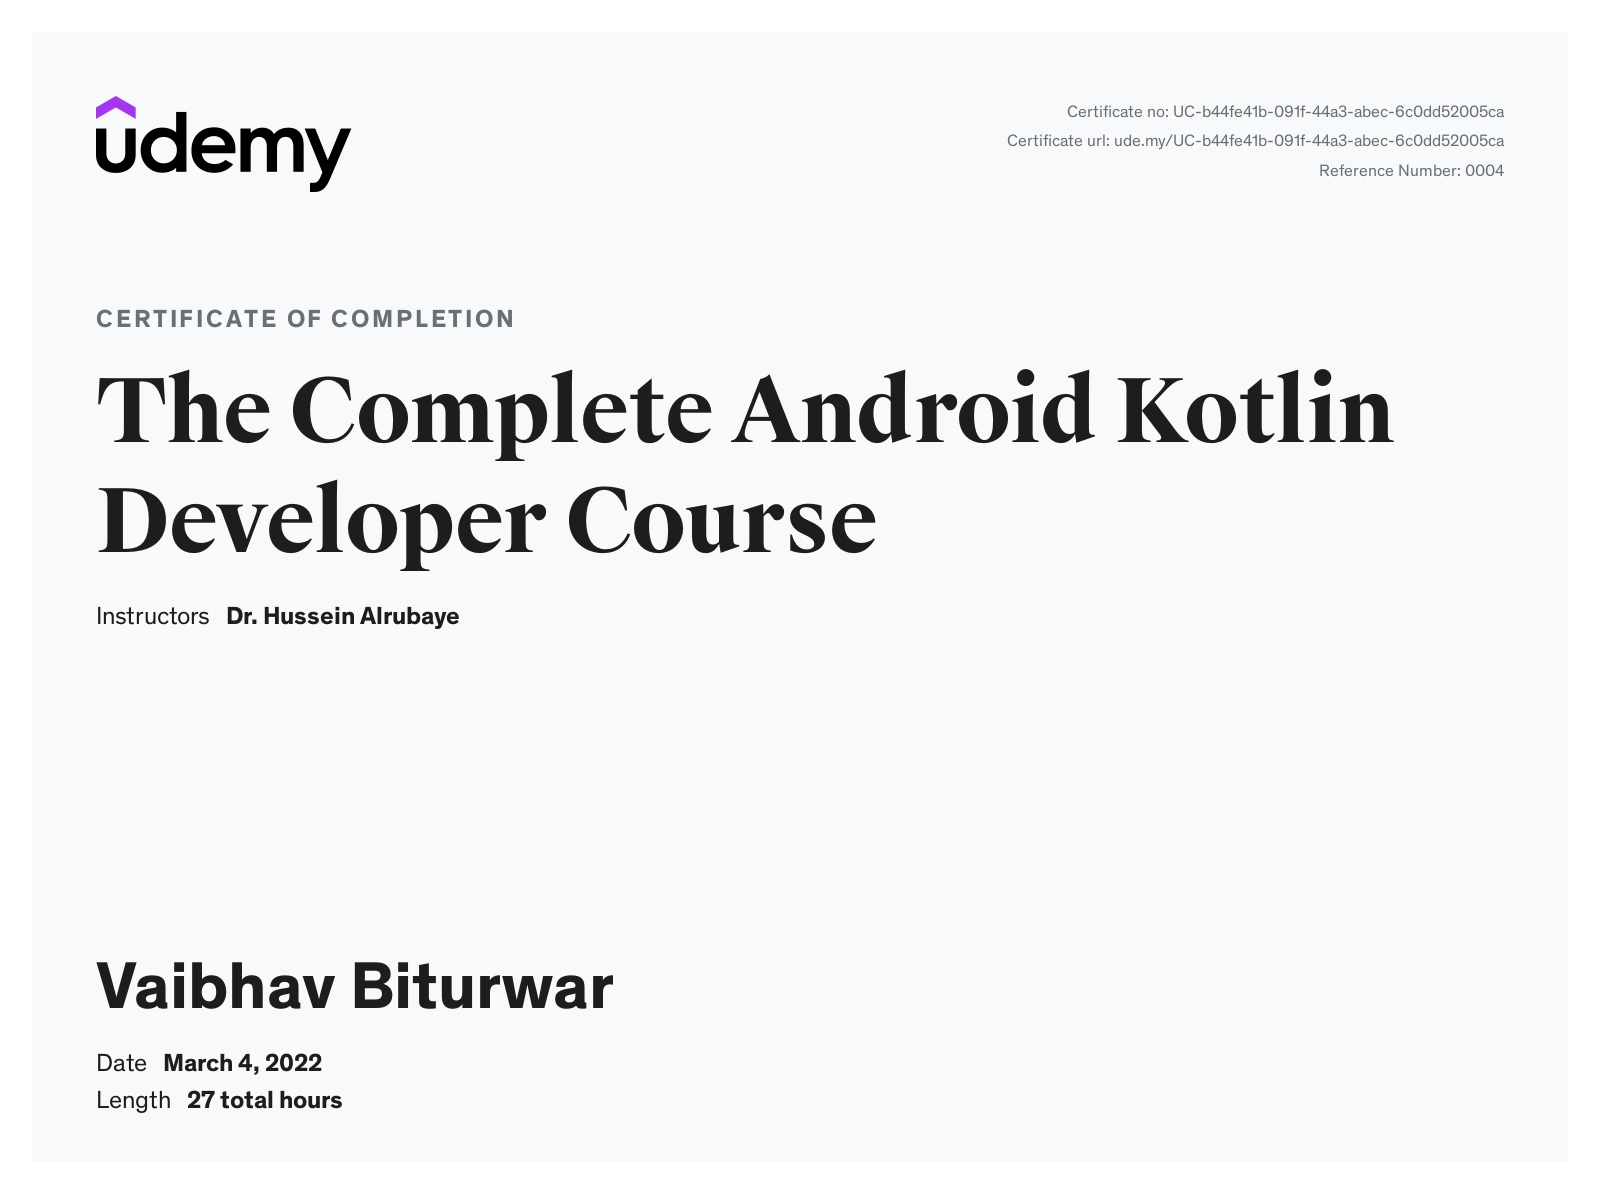 udemy
Certificate no: UC-b44fe41b-091f-44a3-abec-6c0dd52005ca
Certificate url: ude.my/UC-b44fe41b-091f-44a3-abec-6c0dd52005ca
Reference Number: 0004
CERTIFICATE OF COMPLETION
The Complete Android Kotlin
Developer Course
Instructors Dr. Hussein Alrubaye
Vaibhav Biturwar
Date March 4, 2022
Length 27 total hours